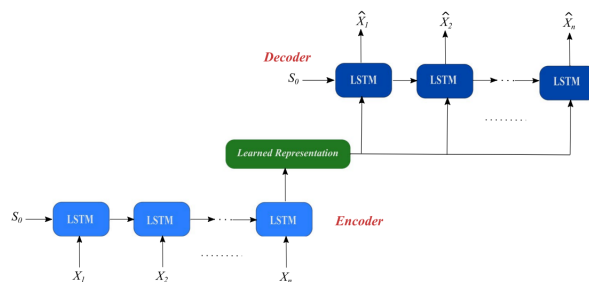 X̂₁ X̂₂ X̂ₙ
Decoder
S₀ LSTM LSTM . . . LSTM
. . . . . . . .
Learned Representation
S₀ LSTM LSTM . . . LSTM Encoder
. . . . . . . .
X₁ X₂ Xₙ